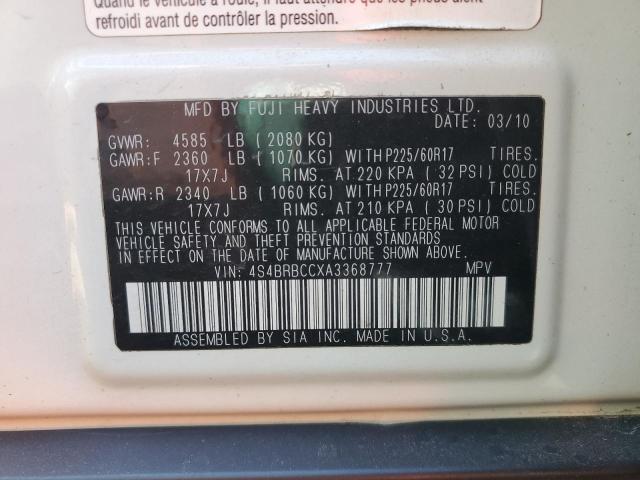 Quand le véhicule a roulé, il faut attendre que les pneus aient
refroidi avant de contrôler la pression.
MFD BY FUJI HEAVY INDUSTRIES LTD.
DATE: 03/10
GVWR: 4585 LB (2080 KG)
GAWR:F 2360 LB (1070 KG) WITH P225/60R17 TIRES.
17X7J RIMS. AT 220 KPA (32 PSI) COLD
GAWR:R 2340 LB (1060 KG) WITH P225/60R17 TIRES.
17X7J RIMS. AT 210 KPA (30 PSI) COLD
THIS VEHICLE CONFORMS TO ALL APPLICABLE FEDERAL MOTOR
VEHICLE SAFETY AND THEFT PREVENTION STANDARDS
IN EFFECT ON THE DATE OF MANUFACTURE SHOWN ABOVE.
VIN: 4S4BRBCCXA3368777 MPV
ASSEMBLED BY SIA INC. MADE IN U.S.A.